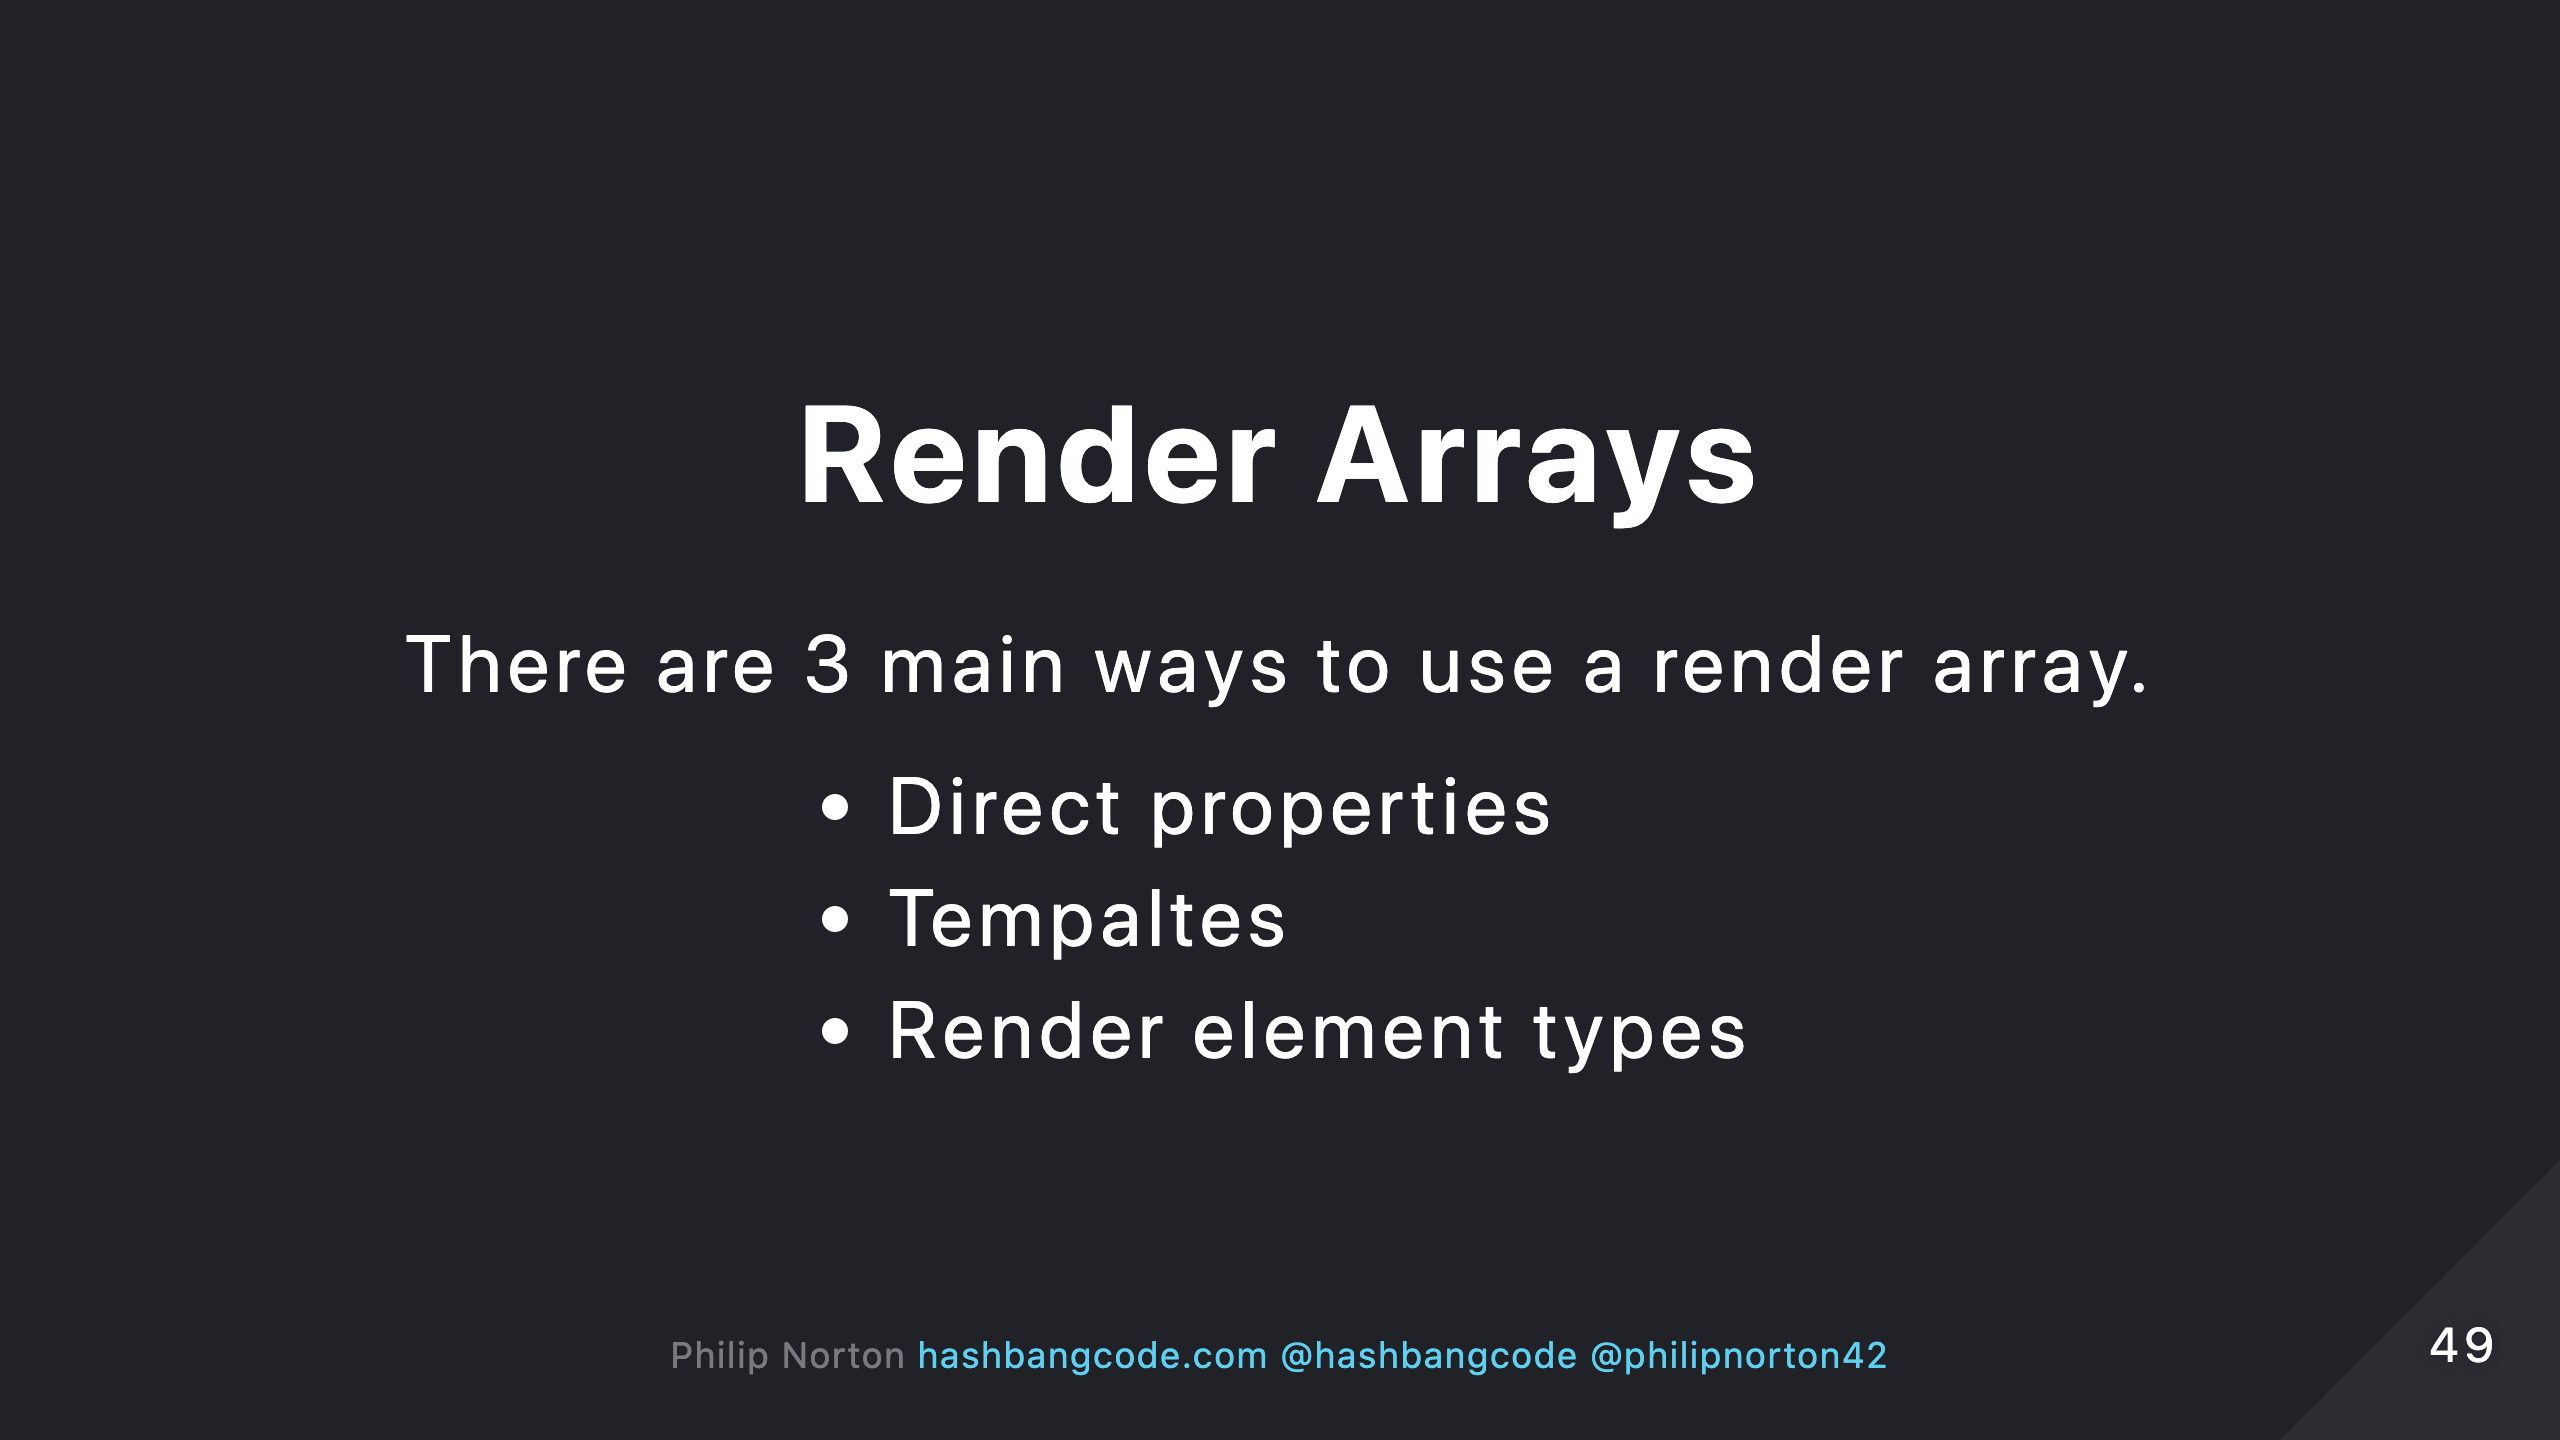 Render Arrays
There are 3 main ways to use a render array.
• Direct properties
• Tempaltes
• Render element types
Philip Norton hashbangcode.com @hashbangcode @philipnorton42
49